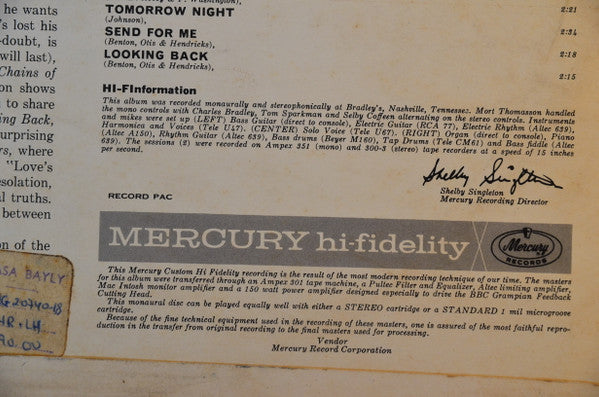 he wants
's lost his
-doubt, is
will last),
Chains of
on shows
to share
ing Back,
urprising
rs, where
"Love's
esolation,
l truths.
between
on of the
TOMORROW NIGHT
(Johnson),
2:21
SEND FOR ME
(Benton, Otis & Hendricks),
2:34
LOOKING BACK
2:18
(Benton, Otis & Hendricks),
2:15
HI-FInformation
This album was recorded monaurally and stereophonically at Bradley's, Nashville, Tennessee. Mort Thomasson handled
the mono controls with Charles Bradley, Tom Sparkman and Selby Coffeen alternating on the stereo controls. Instruments
and mikes were set up (LEFT) Bass Guitar (direct to console), Electric Guitar (RCA 77), Electric Rhythm (Altec 639),
Harmonica and Voices (Tele U47). (CENTER) Solo Voice (Tele U67). (RIGHT) Organ (direct to console), Piano
(Altec A150), Rhythm Guitar (Altec 639), Bass drums (Beyer M160), Tap Drums (Tele CM61) and Bass fiddle (Altec
639). The sessions (2) were recorded on Ampex 351 (mono) and 300-3 (stereo) tape recorders at a speed of 15 inches
per second.
Shelby Singleton
Shelby Singleton
Mercury Recording Director
RECORD PAC
MERCURY hi-fidelity
Mercury
RECORDS
This Mercury Custom Hi Fidelity recording is the result of the most modern recording technique of our time. The masters
for this album were transferred through an Ampex 301 tape machine, a Pultec Filter and Equalizer, Altec limiting amplifier,
Mac Intosh monitor amplifier and a 150 watt power amplifier designed especially to drive the BBC Grampian Feedback
Cutting Head.
This monaural disc can be played equally well with either a STEREO cartridge or a STANDARD 1 mil microgroove
cartridge.
Because of the fine technical equipment used in the recording of these masters, one is assured of the most faithful repro-
duction in the transfer from original recording to the final masters used for processing.
Vendor
Mercury Record Corporation
SA BAYLY
G20740-18
HR-LH